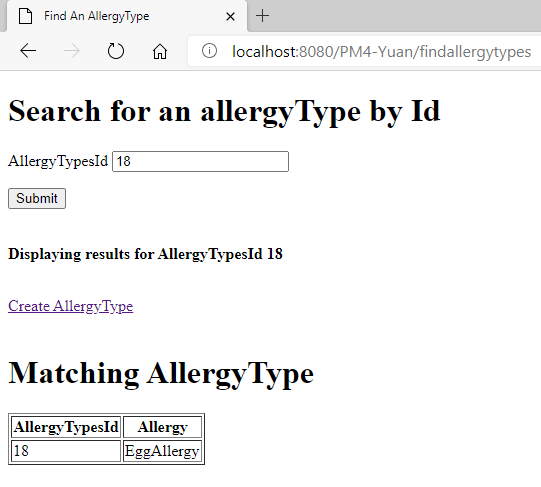 Find An AllergyType
localhost:8080/PM4-Yuan/findallergytypes
Search for an allergyType by Id
AllergyTypesId 18
Submit
Displaying results for AllergyTypesId 18
Create AllergyType
Matching AllergyType
AllergyTypesId Allergy
18 EggAllergy